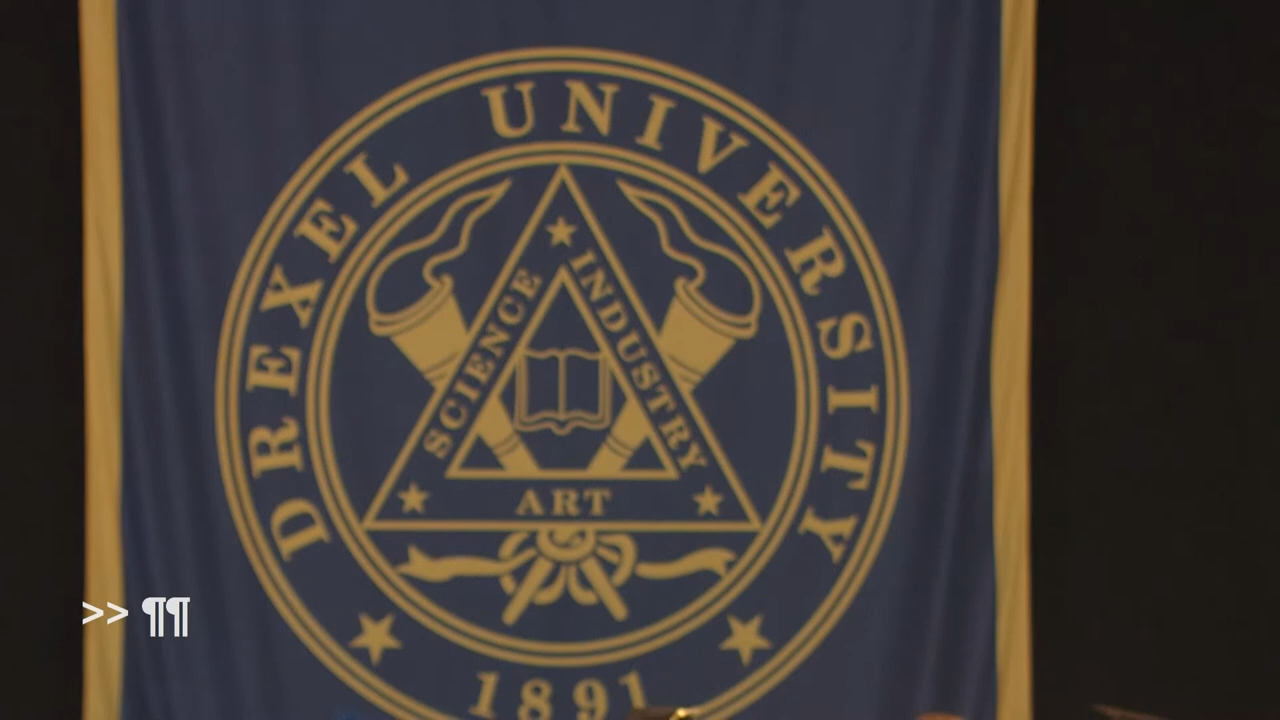 DREXEL UNIVERSITY
SCIENCE
INDUSTRY
ART
1891
>> ¶¶